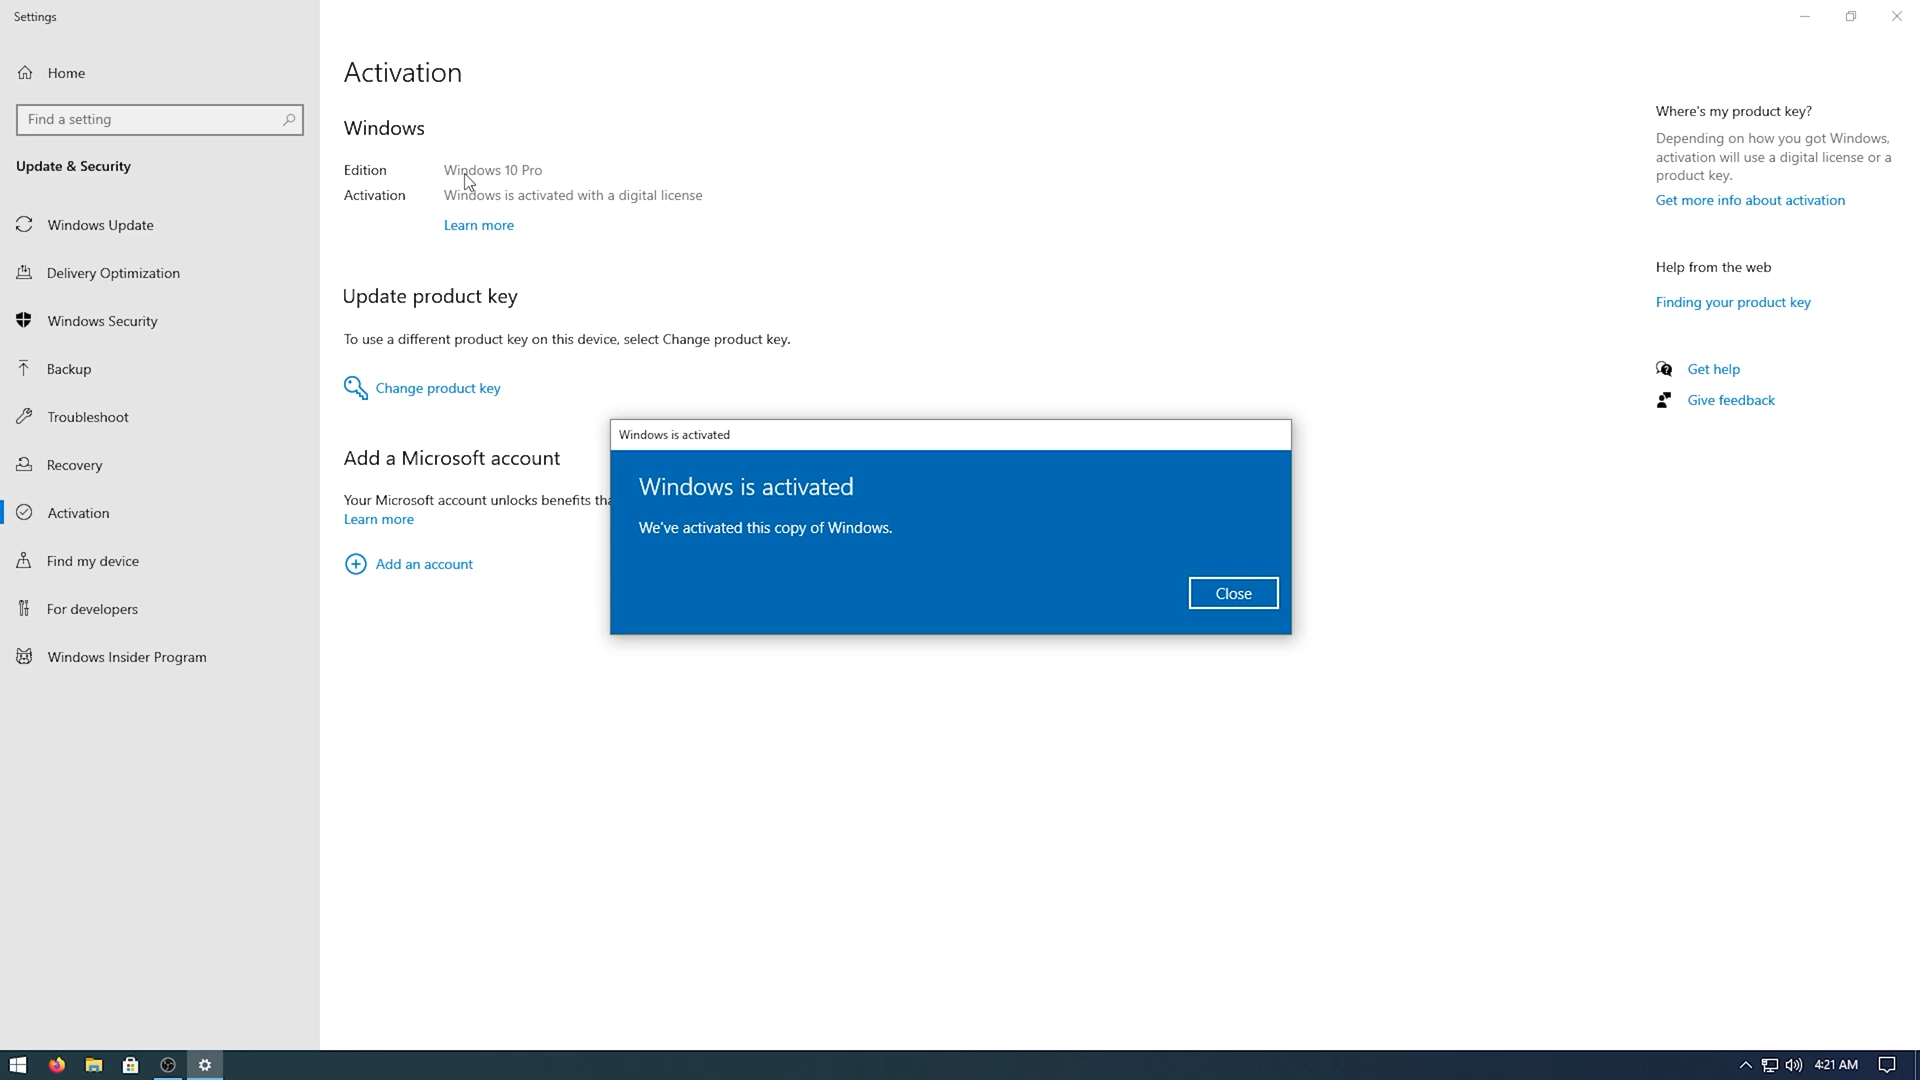 Settings
Home
Find a setting
Update & Security
Windows Update
Delivery Optimization
Windows Security
Backup
Troubleshoot
Recovery
Activation
Find my device
For developers
Windows Insider Program
Activation
Windows
Edition Windows 10 Pro
Activation Windows is activated with a digital license
Learn more
Update product key
To use a different product key on this device, select Change product key.
Change product key
Add a Microsoft account
Your Microsoft account unlocks benefits tha
Learn more
Add an account
Windows is activated
Windows is activated
We've activated this copy of Windows.
Close
Where's my product key?
Depending on how you got Windows,
activation will use a digital license or a
product key.
Get more info about activation
Help from the web
Finding your product key
Get help
Give feedback
4:21 AM